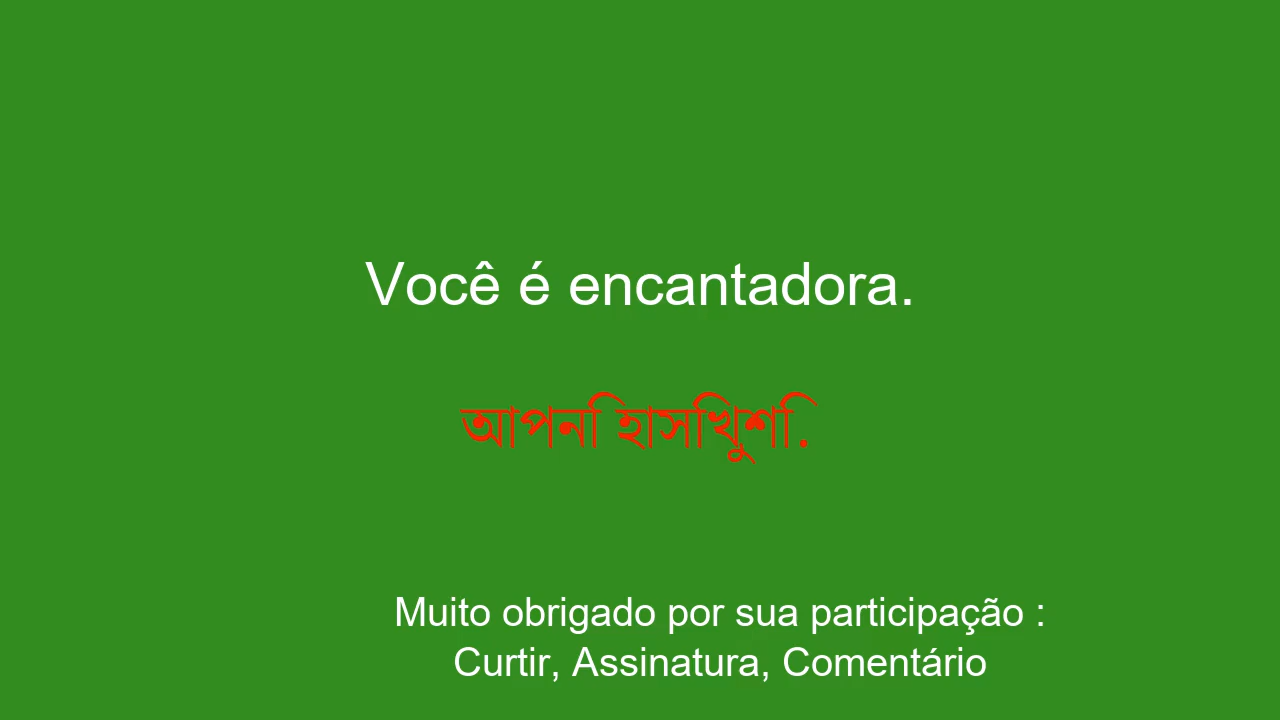 Você é encantadora.
আপনি হাসিখুশি.
Muito obrigado por sua participação :
Curtir, Assinatura, Comentário